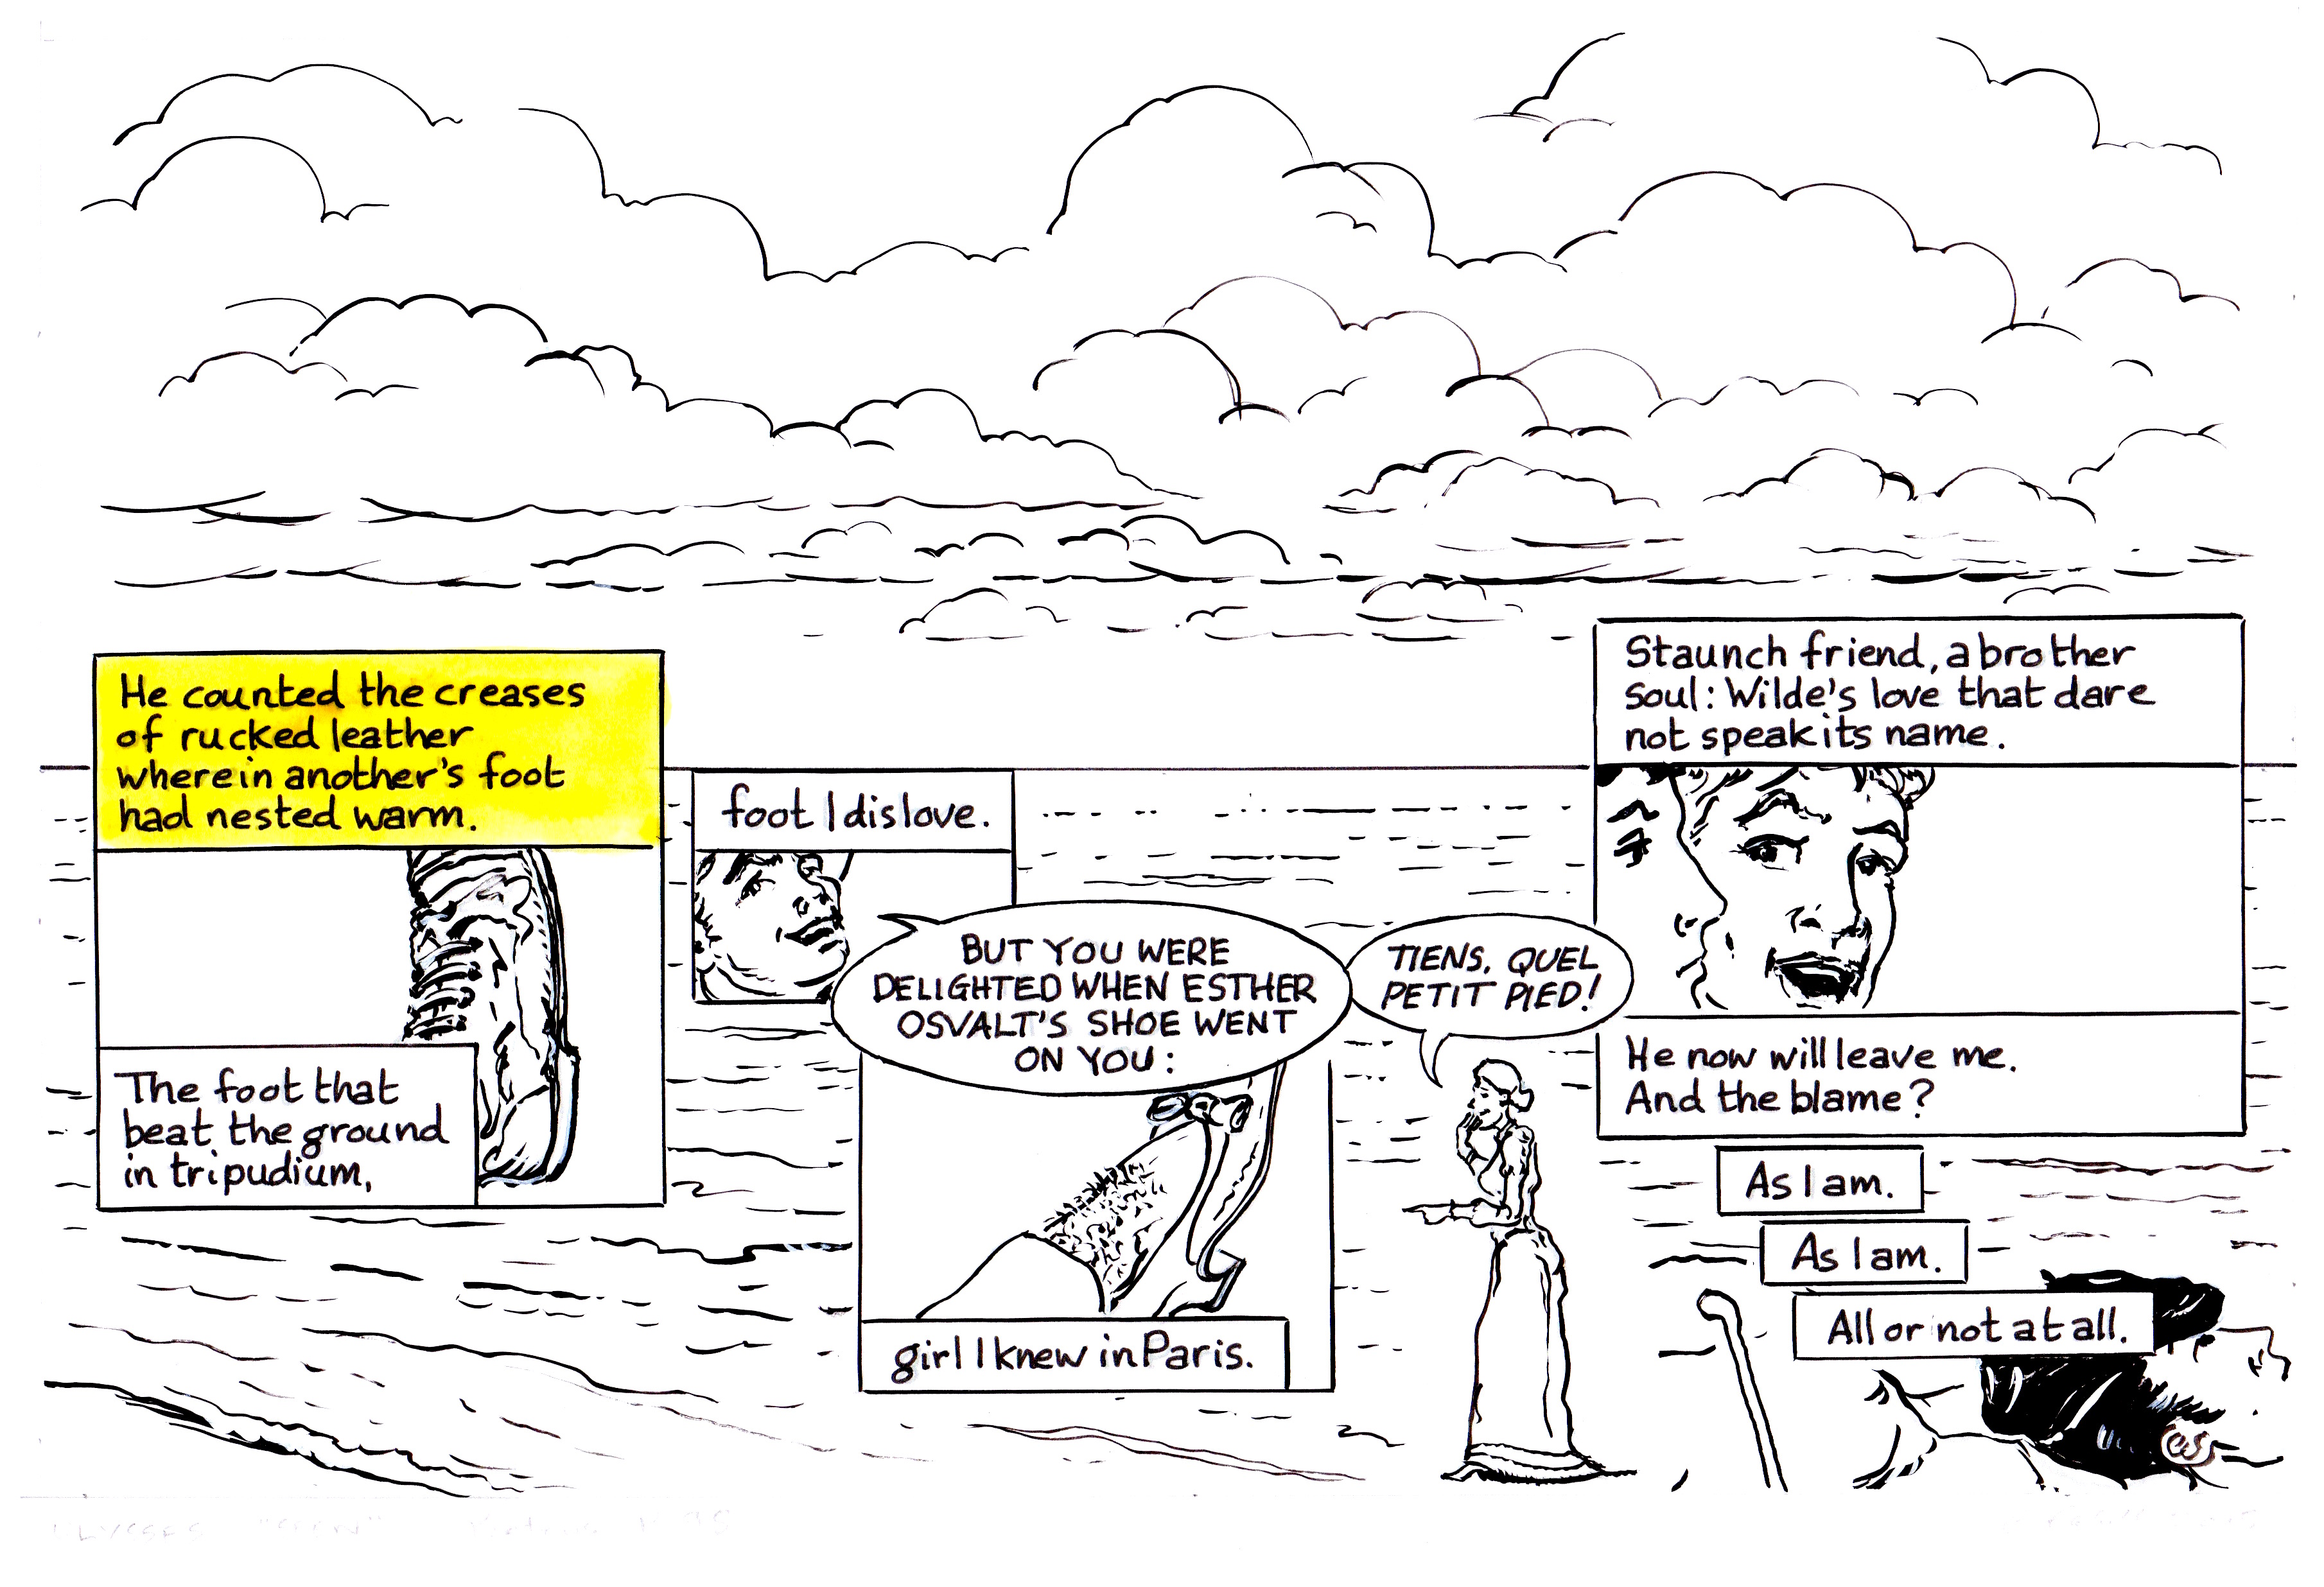 He counted the creases
of rucked leather
wherein another's foot
had nested warm.
The foot that
beat the ground
in tripudium,
foot I dislove.
BUT YOU WERE
DELIGHTED WHEN ESTHER
OSVALT'S SHOE WENT
ON YOU:
girl I knew in Paris.
TIENS, QUEL
PETIT PIED!
Staunch friend, a brother
soul: Wilde's love that dare
not speak its name.
He now will leave me.
And the blame?
As I am.
As I am.
All or not at all.
ULYSSES